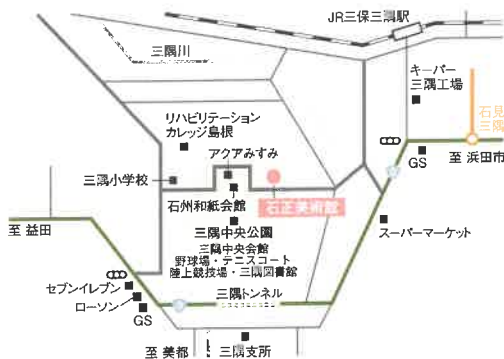 JR三保三隅駅
三隅川
キーパー
三隅工場
リハビリテーション
カレッジ島根
石見
三隅
アクアみすみ
GS
至 浜田市
三隅小学校
石州和紙会館
石正美術館
三隅中央公園
至 益田
スーパーマーケット
三隅中央会館
野球場・テニスコート
陸上競技場・三隅図書館
セブンイレブン
三隅トンネル
ローソン
GS
至 美都
三隅支所